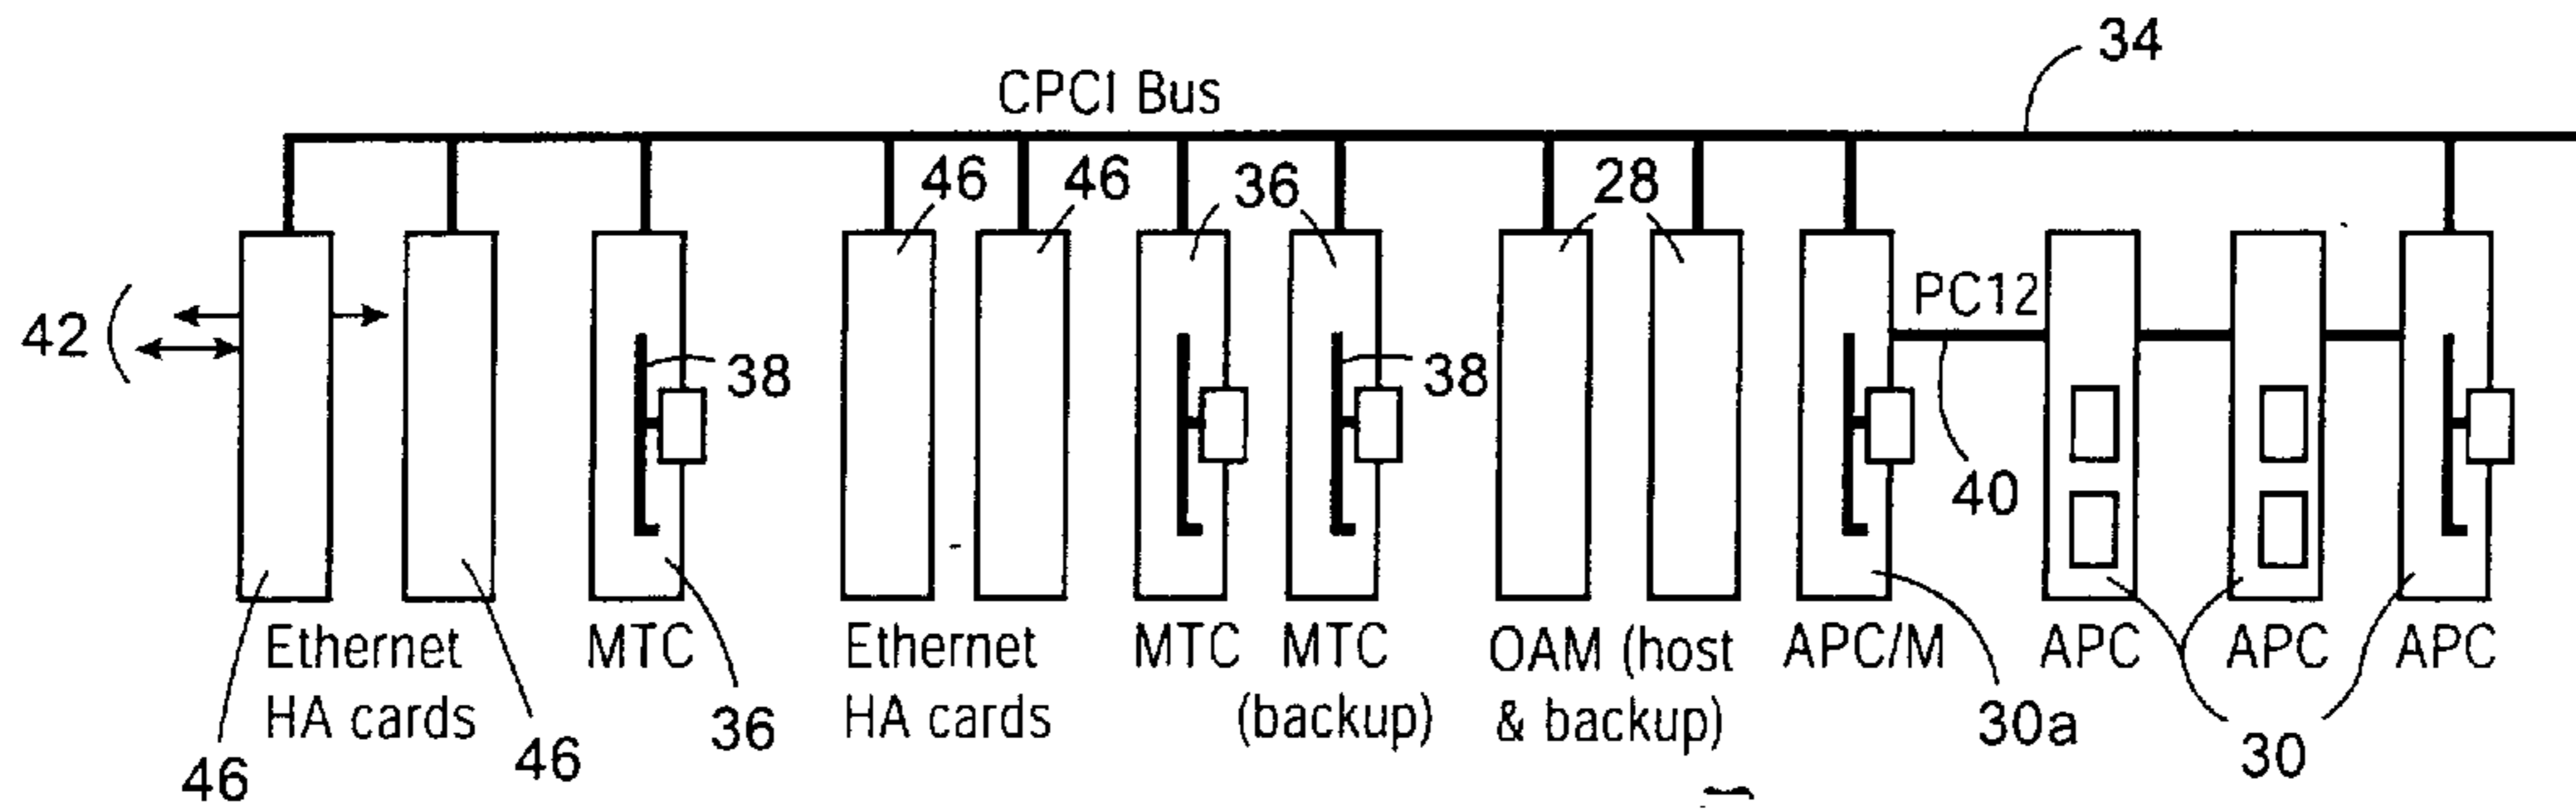 34
CPCI Bus
46
46
36
28
42
38
38
PC12
40
Ethernet
HA cards
MTC
Ethernet
HA cards
MTC
MTC
(backup)
OAM (host
& backup)
APC/M
APC
APC
APC
46
46
36
30a
30